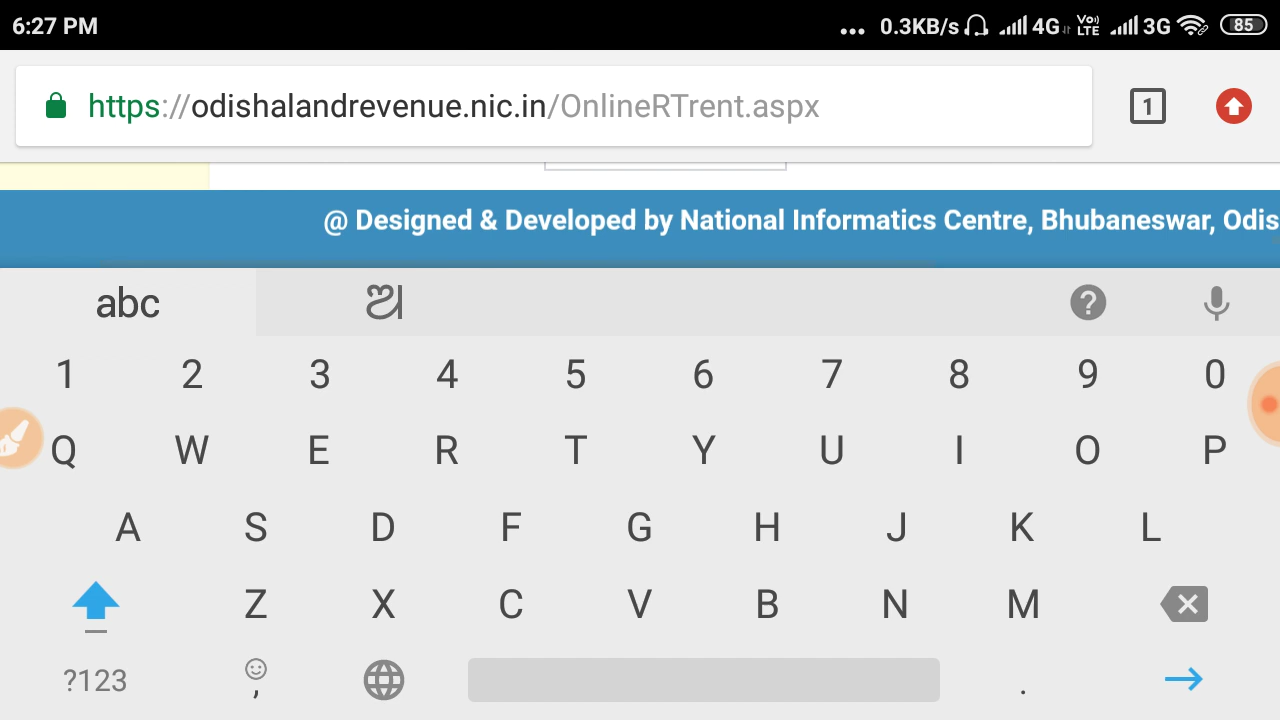 6:27 PM ... 0.3KB/s 4G Vo) LTE 3G 85
https://odishalandrevenue.nic.in/OnlineRTrent.aspx 1
@ Designed & Developed by National Informatics Centre, Bhubaneswar, Odis
abc ଅ ?
1 2 3 4 5 6 7 8 9 0
Q W E R T Y U I O P
A S D F G H J K L
Z X C V B N M
?123 , .